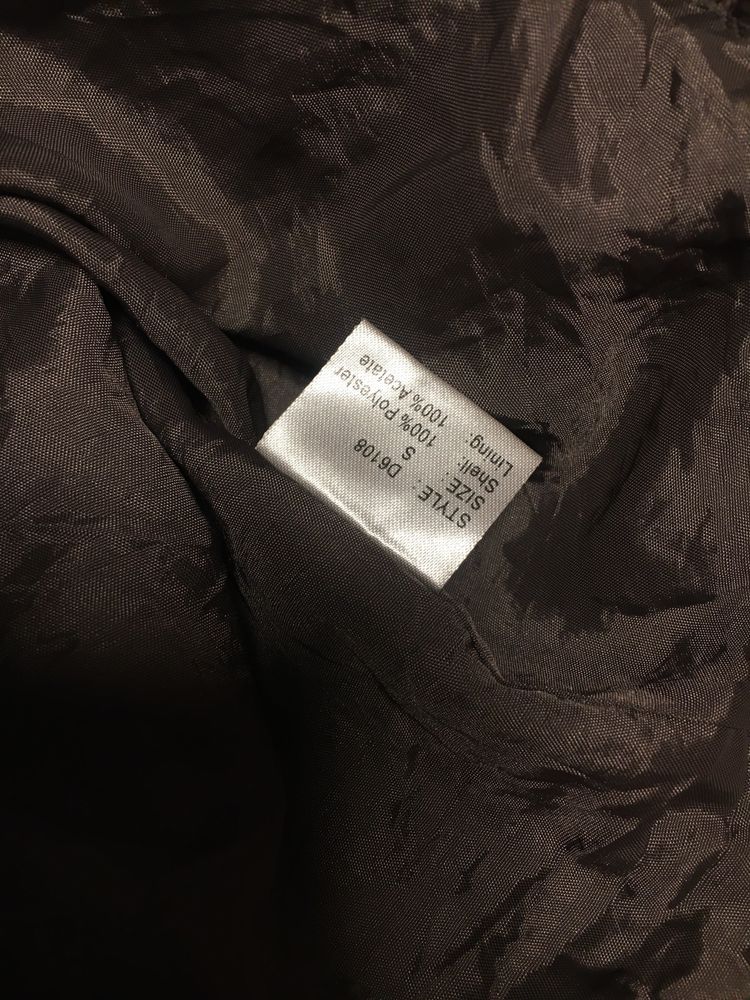 STYLE: D6108
SIZE: S
Shell: 100% Polyester
Lining: 100% Acetate